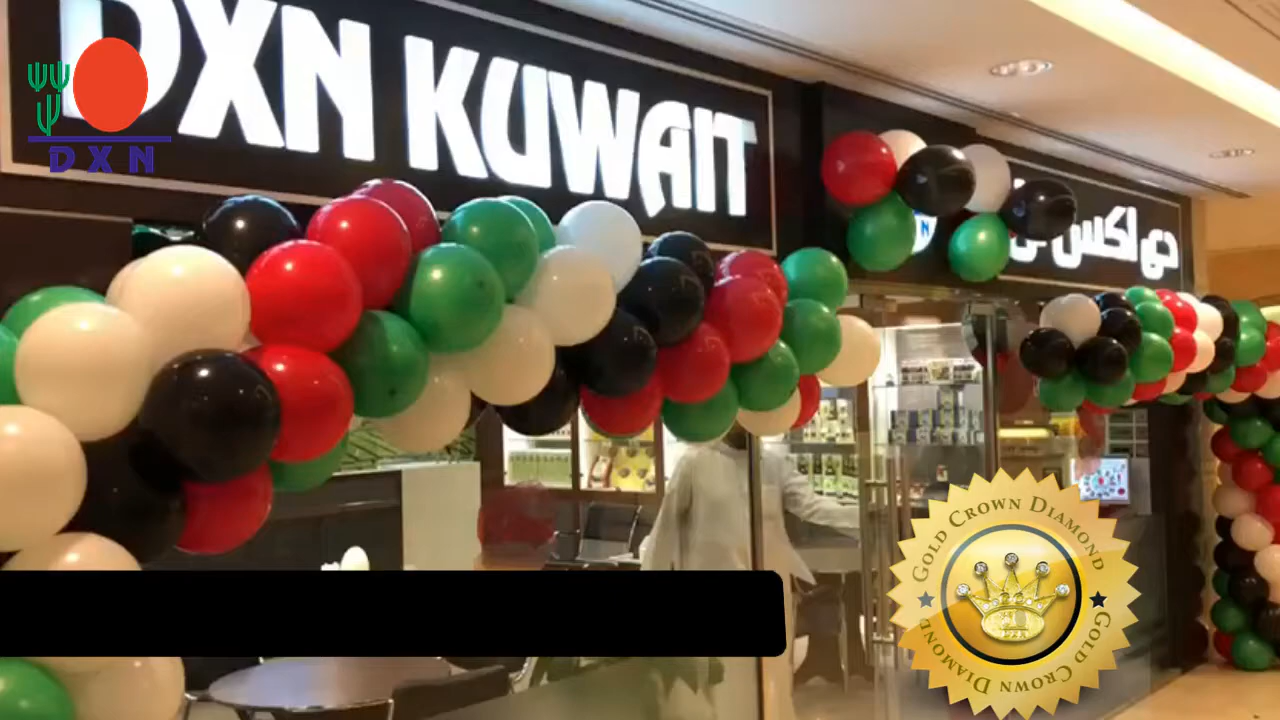 DXN KUWAIT
DXN
دي اكس ان
GOLD CROWN DIAMOND
GOLD CROWN DIAMOND